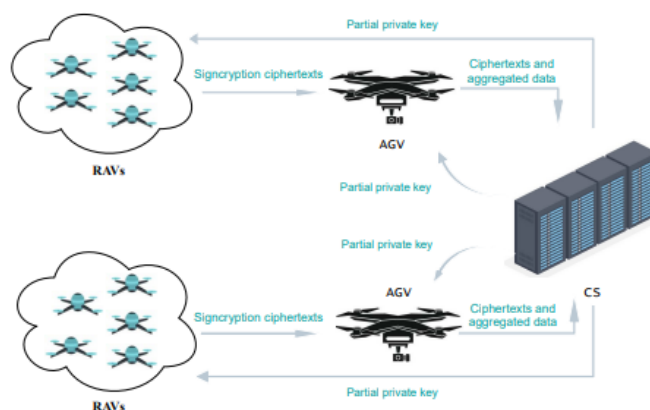 Partial private key
Signcryption ciphertexts
Ciphertexts and
aggregated data
AGV
RAVs
Partial private key
Partial private key
AGV
CS
Signcryption ciphertexts
Ciphertexts and
aggregated data
Partial private key
RAVs